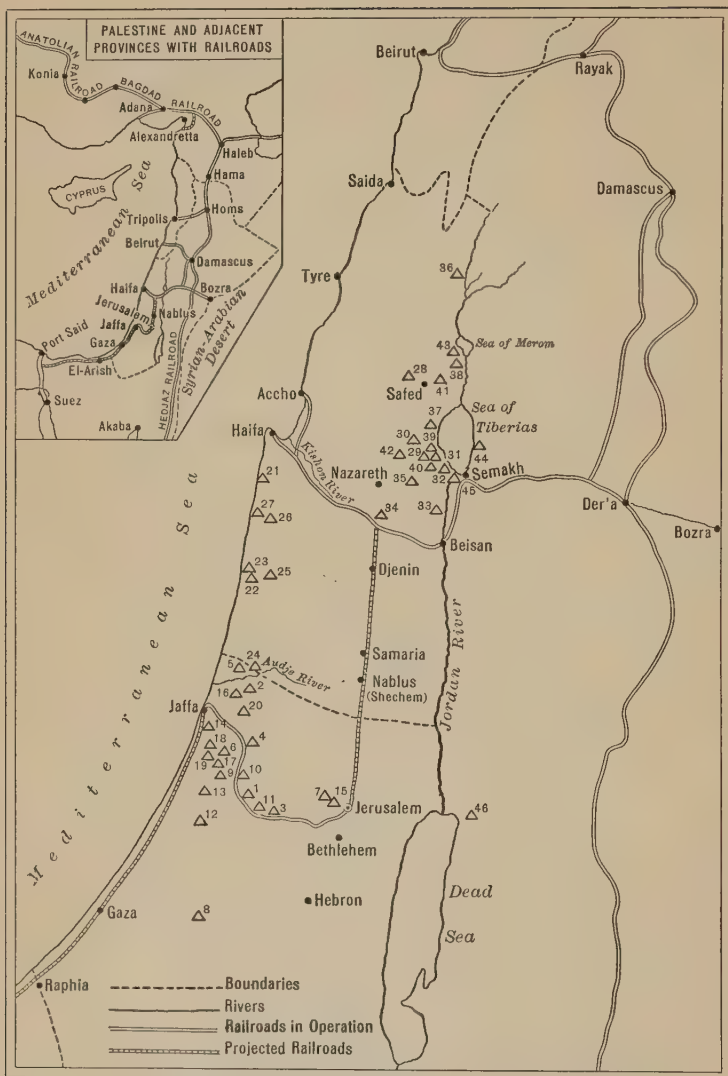 PALESTINE AND ADJACENT
PROVINCES WITH RAILROADS
ANATOLIAN RAILROAD
Konia
BAGDAD RAILROAD
Adana
Alexandretta
Haleb
Hama
CYPRUS
Homs
Tripolis
Mediterranean Sea
Beirut
Damascus
Haifa
Bozra
Jerusalem
Nablus
Jaffa
Port Said
Gaza
El-Arish
HEDJAZ RAILROAD
Syrian-Arabian
Desert
Suez
Akaba
Beirut
Rayak
Saida
Damascus
36
Tyre
43
Sea of Merom
38
28
41
Safed
Accho
37
Sea of
Tiberias
Haifa
30
39
44
42
29
31
Kishon River
40
Semakh
21
Nazareth
35
32
45
Der'a
27
26
34
33
Bozra
Beisan
23
25
22
Djenin
Mediterranean Sea
Samaria
24
5
Audje River
Nablus
(Shechem)
16
2
Jordan River
Jaffa
20
14
18
6
4
19
17
9
10
13
1
7
15
11
3
Jerusalem
46
12
Bethlehem
Hebron
Dead
Sea
8
Gaza
Raphia
Boundaries
Rivers
Railroads in Operation
Projected Railroads